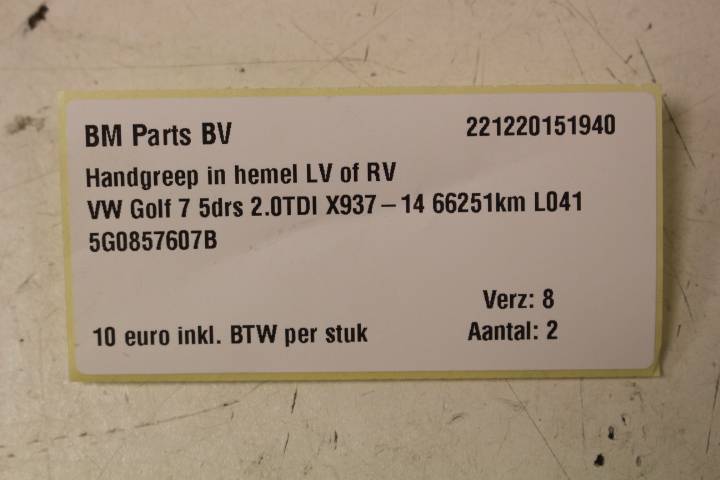 BM Parts BV 221220151940
Handgreep in hemel LV of RV
VW Golf 7 5drs 2.0TDI X937-14 66251km L041
5G0857607B
Verz: 8
10 euro inkl. BTW per stuk Aantal: 2